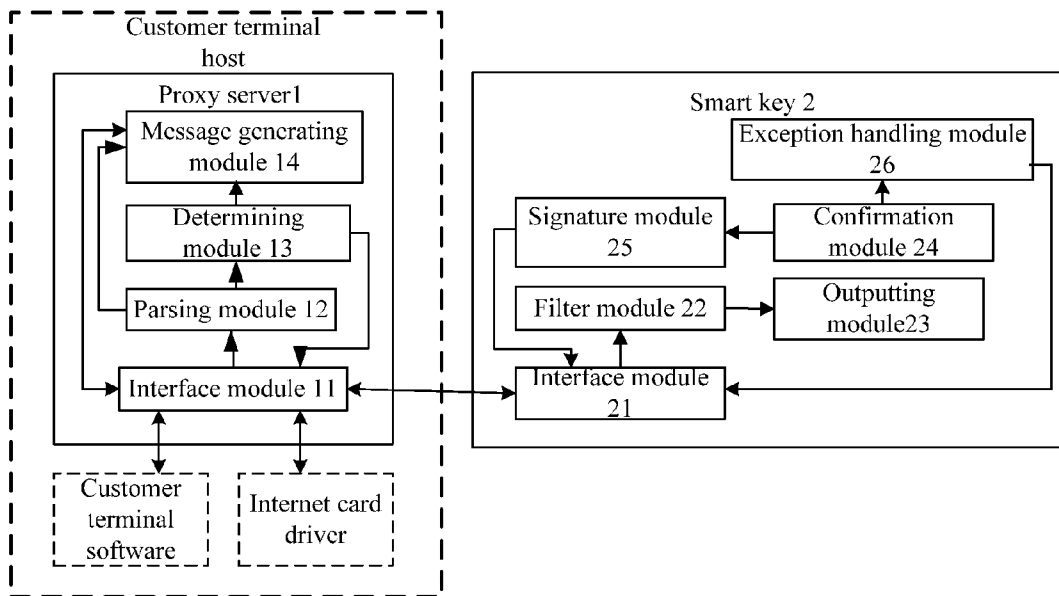 Customer terminal
host
Proxy server1
Message generating
module 14
Determining
module 13
Parsing module 12
Interface module 11
Customer
terminal
software
Internet card
driver
Smart key 2
Exception handling module
26
Signature module
25
Confirmation
module 24
Filter module 22
Outputting
module23
Interface module
21